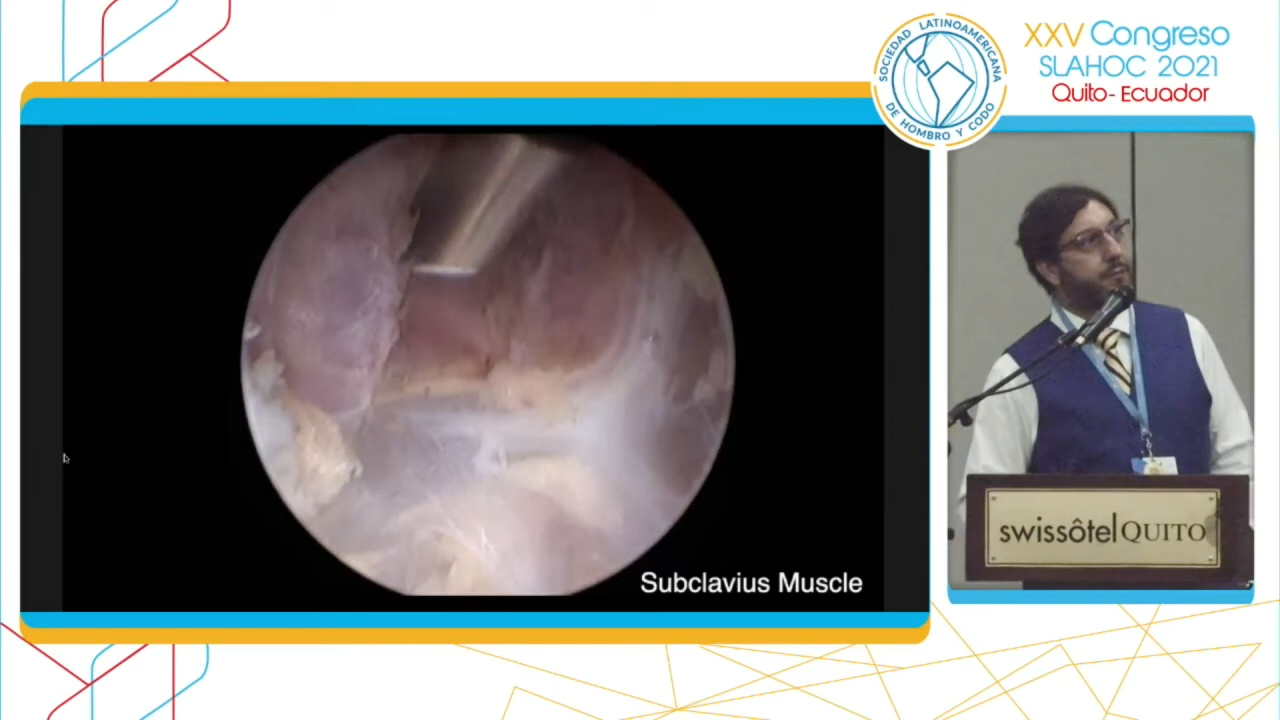 SOCIEDAD LATINOAMERICANA
DE HOMBRO Y CODO
XXV Congreso
SLAHOC 2021
Quito- Ecuador
Subclavius Muscle
swissôtel QUITO